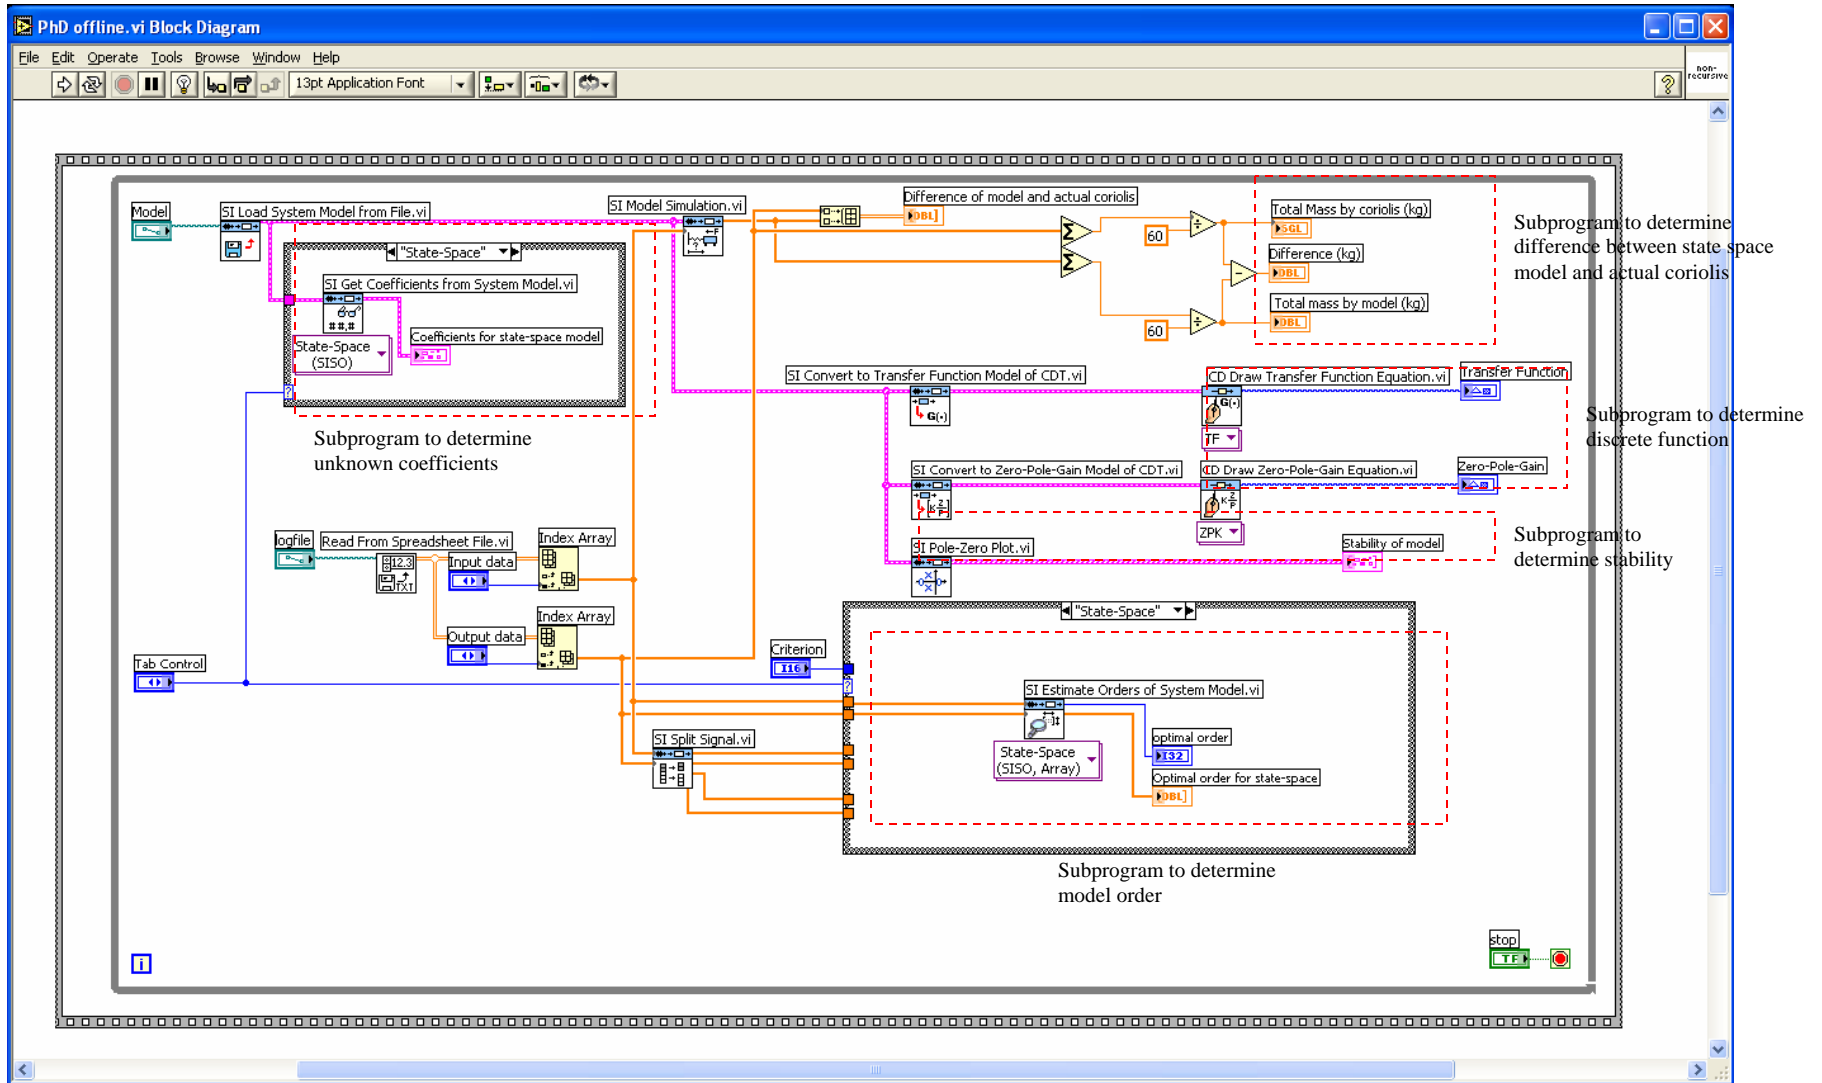 PhD offline.vi Block Diagram
File Edit Operate Tools Browse Window Help
13pt Application Font
non-
recursive
Model
SI Load System Model from File.vi
SI Model Simulation.vi
Difference of model and actual coriolis
DBL]
Total Mass by coriolis (kg)
SGL
60
Difference (kg)
DBL
Total mass by model (kg)
DBL
60
Subprogram to determine
difference between state space
model and actual coriolis
"State-Space"
SI Get Coefficients from System Model.vi
##.#
Coefficients for state-space model
State-Space
(SISO)
?
Subprogram to determine
unknown coefficients
SI Convert to Transfer Function Model of CDT.vi
G(·)
CD Draw Transfer Function Equation.vi
G(·)
TF
Transfer Function
Subprogram to determine
discrete function
SI Convert to Zero-Pole-Gain Model of CDT.vi
CD Draw Zero-Pole-Gain Equation.vi
ZPK
Zero-Pole-Gain
SI Pole-Zero Plot.vi
Stability of model
Subprogram to
determine stability
logfile
Read From Spreadsheet File.vi
12.3
TXT
Input data
Index Array
Output data
Index Array
Tab Control
Criterion
I16
?
"State-Space"
SI Estimate Orders of System Model.vi
State-Space
(SISO, Array)
optimal order
I32
Optimal order for state-space
DBL]
SI Split Signal.vi
Subprogram to determine
model order
i
stop
TF